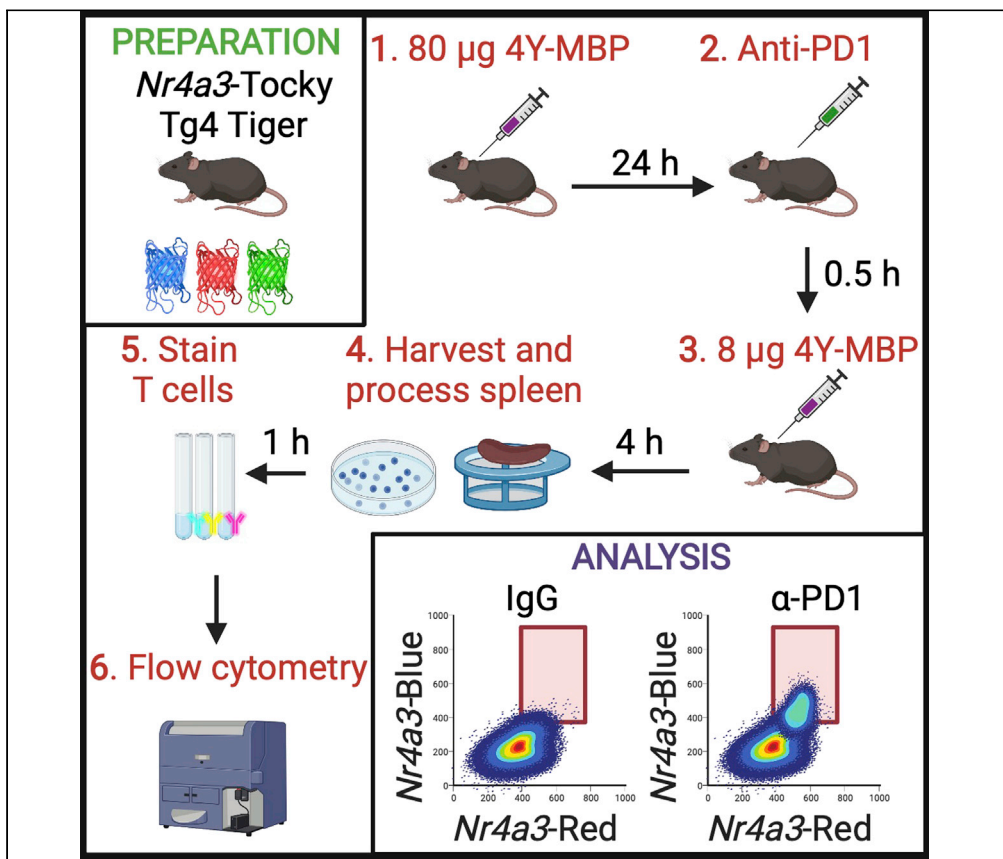 PREPARATION
Nr4a3-Tocky
Tg4 Tiger
1. 80 µg 4Y-MBP
24 h
2. Anti-PD1
0.5 h
3. 8 µg 4Y-MBP
4 h
4. Harvest and
process spleen
1 h
5. Stain
T cells
6. Flow cytometry
ANALYSIS
IgG
Nr4a3-Blue
1000
800
600
400
200
0
0 200 400 600 800 1000
Nr4a3-Red
α-PD1
Nr4a3-Blue
1000
800
600
400
200
0
0 200 400 600 800 1000
Nr4a3-Red